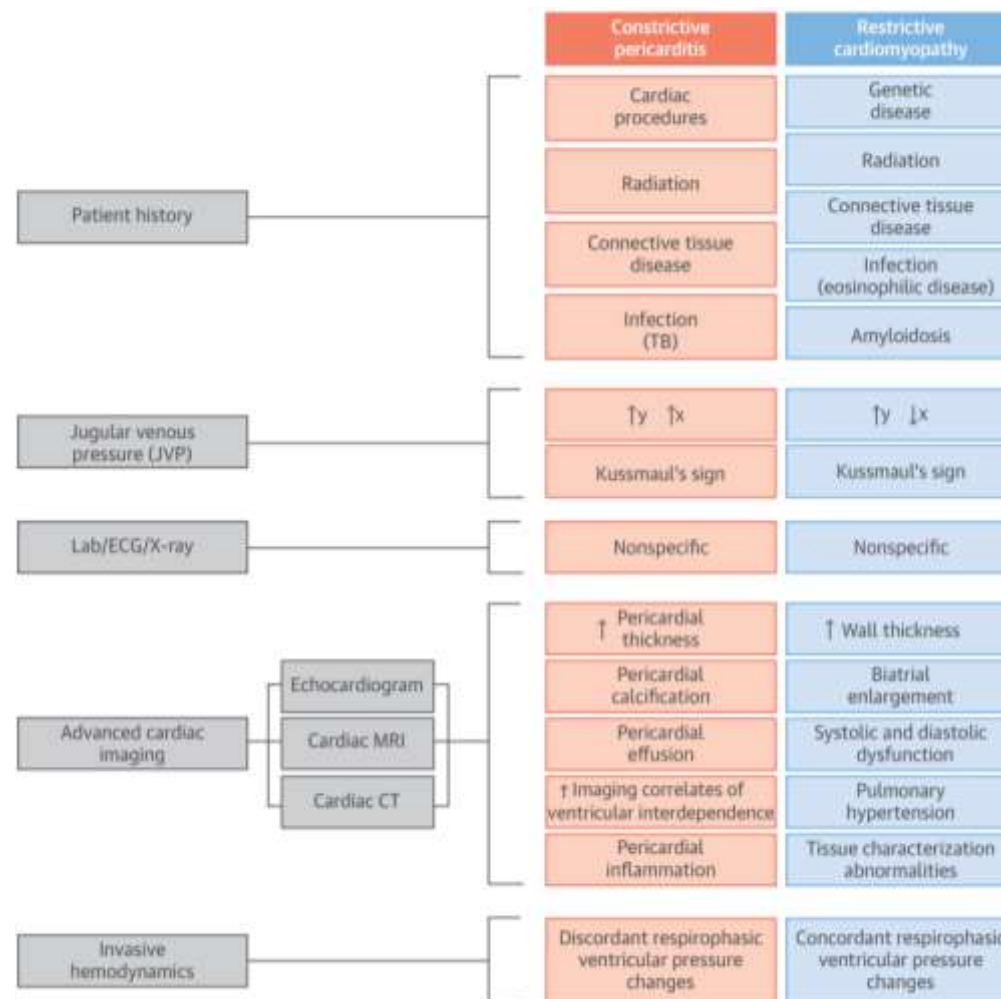 Constrictive
pericarditis
Restrictive
cardiomyopathy
Patient history
Cardiac
procedures
Radiation
Connective tissue
disease
Infection
(TB)
Genetic
disease
Radiation
Connective tissue
disease
Infection
(eosinophilic disease)
Amyloidosis
Jugular venous
pressure (JVP)
↑y ↑x
Kussmaul's sign
↑y ↓x
Kussmaul's sign
Lab/ECG/X-ray
Nonspecific
Nonspecific
Advanced cardiac
imaging
Echocardiogram
Cardiac MRI
Cardiac CT
↑ Pericardial
thickness
Pericardial
calcification
Pericardial
effusion
↑ Imaging correlates of
ventricular interdependence
Pericardial
inflammation
↑ Wall thickness
Biatrial
enlargement
Systolic and diastolic
dysfunction
Pulmonary
hypertension
Tissue characterization
abnormalities
Invasive
hemodynamics
Discordant respirophasic
ventricular pressure
changes
Concordant respirophasic
ventricular pressure
changes